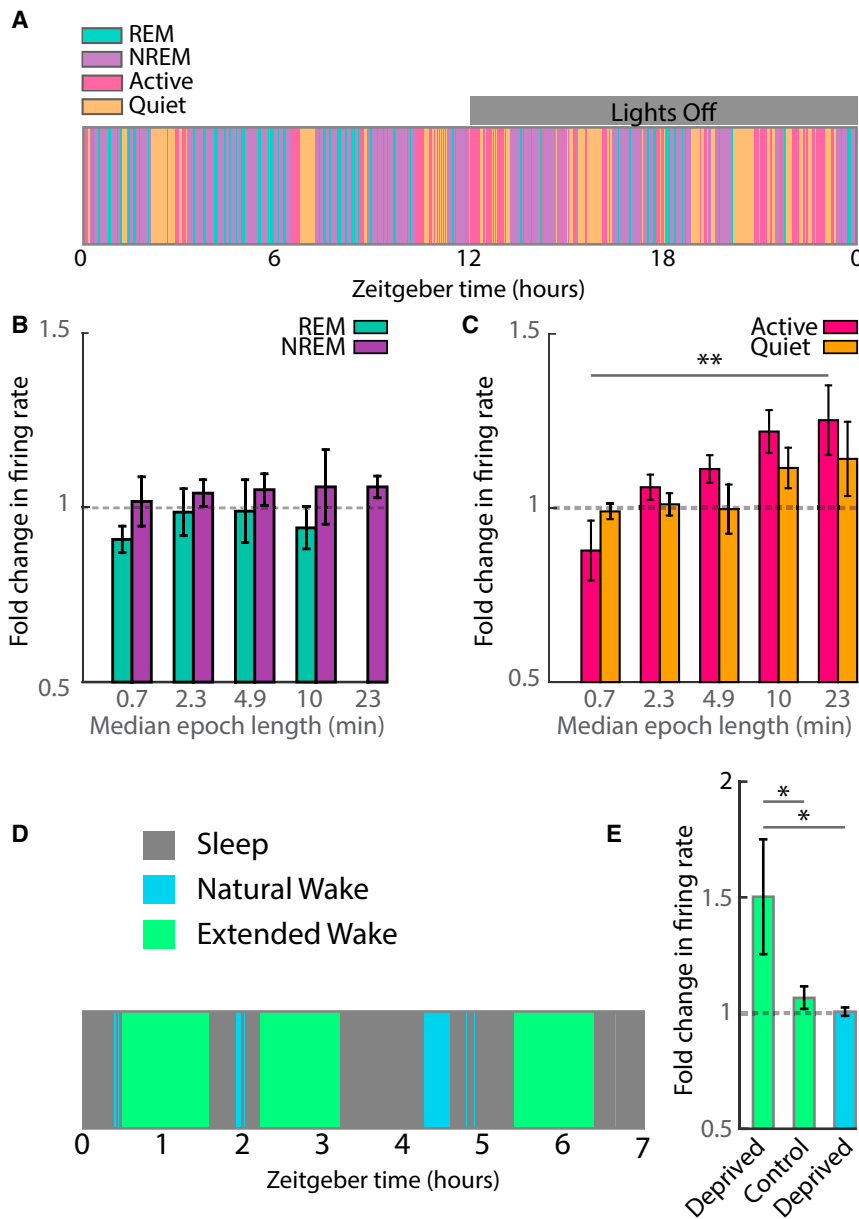 A
REM
NREM
Active
Quiet
Lights Off
0
6
12
18
0
Zeitgeber time (hours)
B
REM
NREM
1.5
1
0.5
Fold change in firing rate
0.7 2.3 4.9 10 23
Median epoch length (min)
C
Active
Quiet
**
1.5
1
0.5
Fold change in firing rate
0.7 2.3 4.9 10 23
Median epoch length (min)
D
Sleep
Natural Wake
Extended Wake
0 1 2 3 4 5 6 7
Zeitgeber time (hours)
E
2
1.5
1
0.5
Fold change in firing rate
*
*
Deprived
Control
Deprived